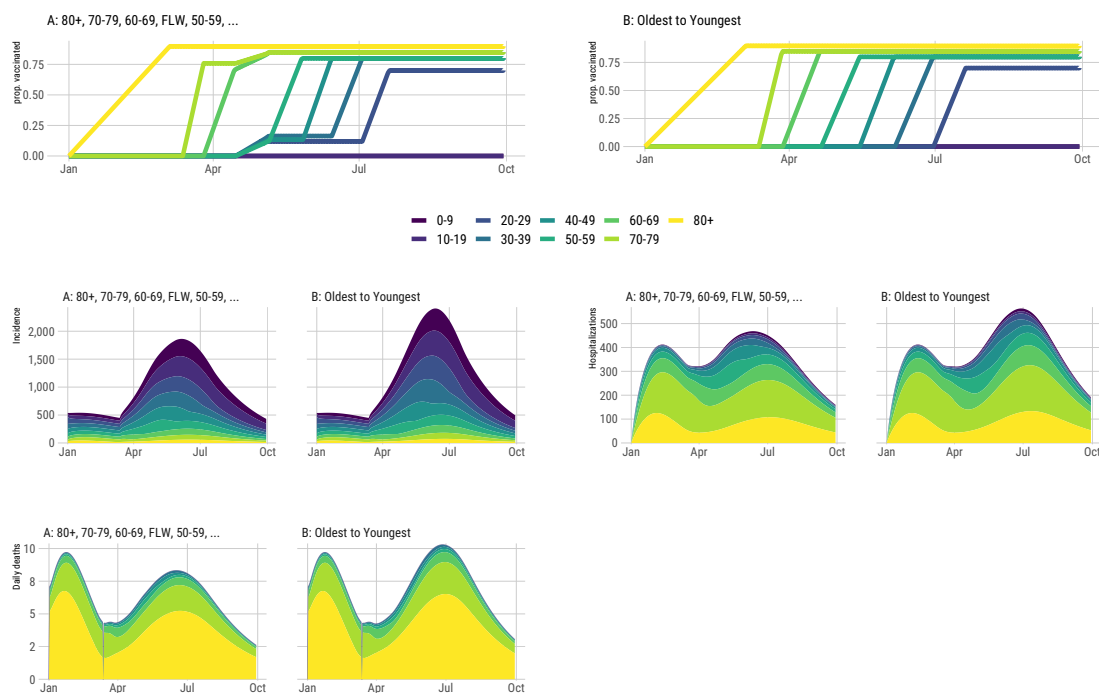 A: 80+, 70-79, 60-69, FLW, 50-59, ...
B: Oldest to Youngest
prop. vaccinated
0.75
0.50
0.25
0.00
Jan
Apr
Jul
Oct
prop. vaccinated
0.75
0.50
0.25
0.00
Jan
Apr
Jul
Oct
0-9
20-29
40-49
60-69
80+
10-19
30-39
50-59
70-79
A: 80+, 70-79, 60-69, FLW, 50-59, ...
B: Oldest to Youngest
Incidence
2,000
1,500
1,000
500
0
Jan
Apr
Jul
Oct
Jan
Apr
Jul
Oct
A: 80+, 70-79, 60-69, FLW, 50-59, ...
B: Oldest to Youngest
Hospitalizations
500
400
300
200
100
0
Jan
Apr
Jul
Oct
Jan
Apr
Jul
Oct
A: 80+, 70-79, 60-69, FLW, 50-59, ...
B: Oldest to Youngest
Daily deaths
10
8
5
2
0
Jan
Apr
Jul
Oct
Jan
Apr
Jul
Oct